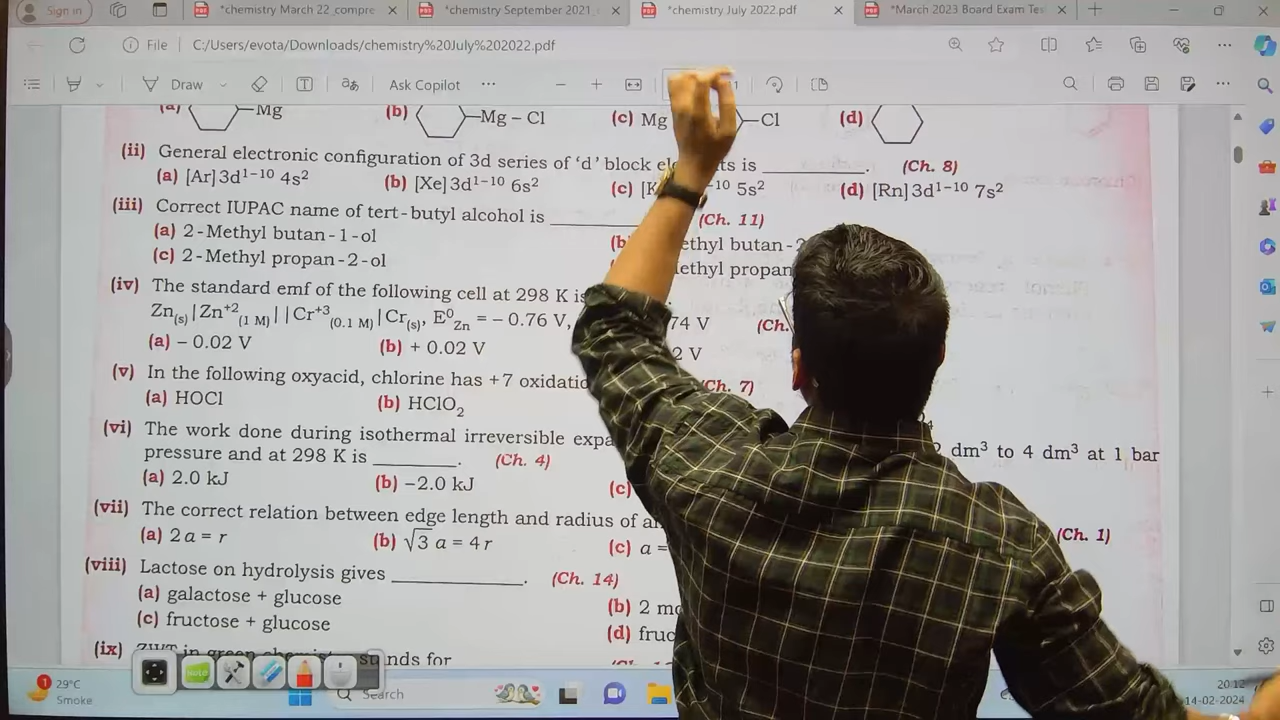 Sign in
*chemistry March 22_compre
*chemistry September 2021_
*chemistry July 2022.pdf
*March 2023 Board Exam Tes
File C:/Users/evota/Downloads/chemistry%20July%202022.pdf
Draw
Ask Copilot
(a) Mg (b) Mg – Cl (c) Mg Cl (d)
(ii) General electronic configuration of 3d series of 'd' block is ________. (Ch. 8)
(a) [Ar] 3d¹⁻¹⁰ 4s² (b) [Xe] 3d¹⁻¹⁰ 6s² (c) ⁻¹⁰ 5s² (d) [Rn] 3d¹⁻¹⁰ 7s²
(iii) Correct IUPAC name of tert-butyl alcohol is ________ (Ch. 11)
(a) 2-Methyl butan-1-ol (b) ethyl butan-
(c) 2-Methyl propan-2-ol ethyl propan
(iv) The standard emf of the following cell at 298 K is
Zn₍ₛ₎|Zn⁺²₍₁ M₎||Cr⁺³₍₀.₁ M₎|Cr₍ₛ₎, E⁰Zn = – 0.76 V, 74 V (Ch.
(a) – 0.02 V (b) + 0.02 V 2 V
(v) In the following oxyacid, chlorine has +7 (Ch. 7)
(a) HOCl (b) HClO₂
(vi) The work done during isothermal irreversible dm³ to 4 dm³ at 1 bar
pressure and at 298 K is ________. (Ch. 4)
(a) 2.0 kJ (b) –2.0 kJ (c)
(vii) The correct relation between edge length and radius of (Ch. 1)
(a) 2a = r (b) √3 a = 4r (c) a =
(viii) Lactose on hydrolysis gives ________. (Ch. 14)
(a) galactose + glucose (b) 2
(c) fructose + glucose (d)
(ix) ZWT in green chemistry stands for
AUTO
1
29°C
Smoke
Search
20:12
14-02-2024